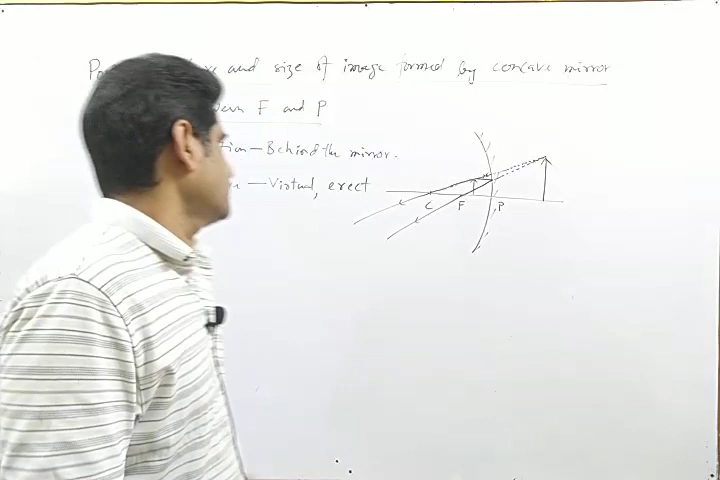 and size of image formed by concave mirror
F and P
Behind the mirror.
Virtual, erect
C F P